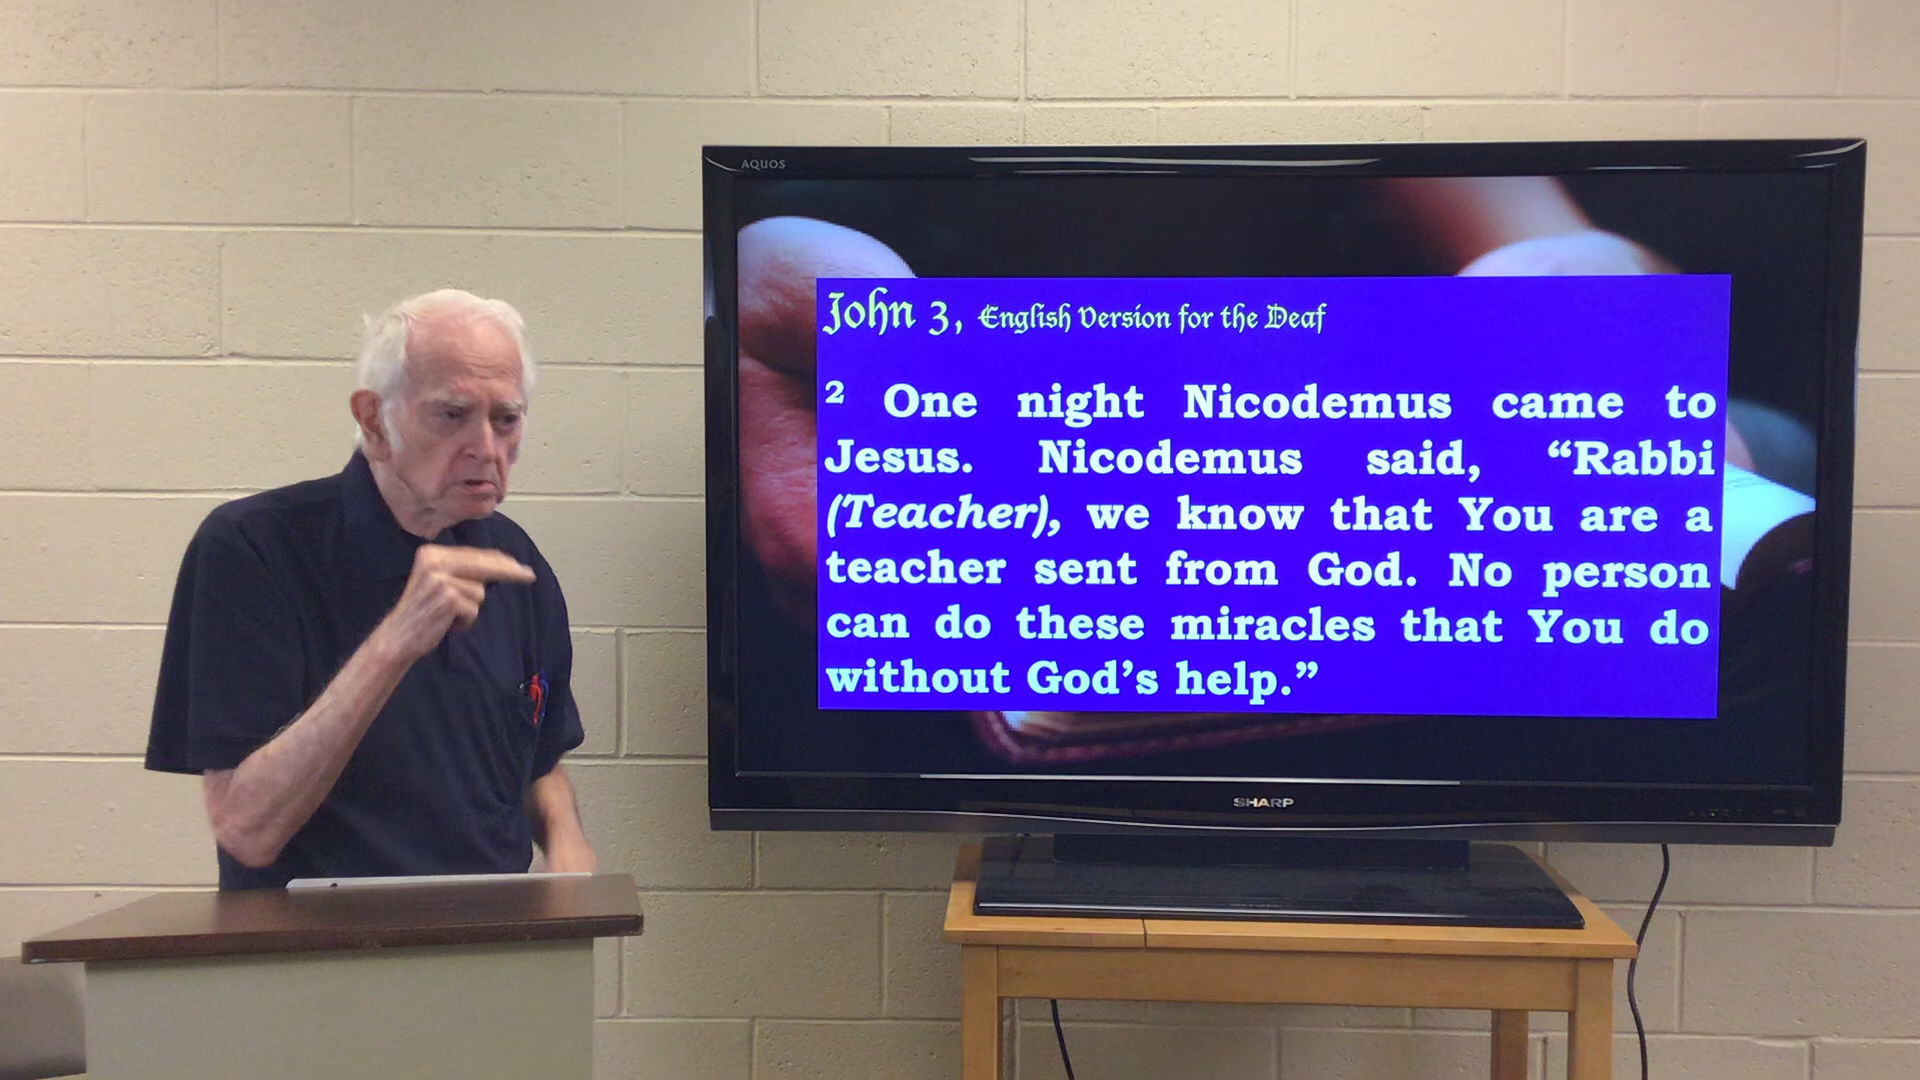 AQUOS
John 3, English Version for the Deaf
2 One night Nicodemus came to
Jesus. Nicodemus said, “Rabbi
(Teacher), we know that You are a
teacher sent from God. No person
can do these miracles that You do
without God’s help.”
SHARP